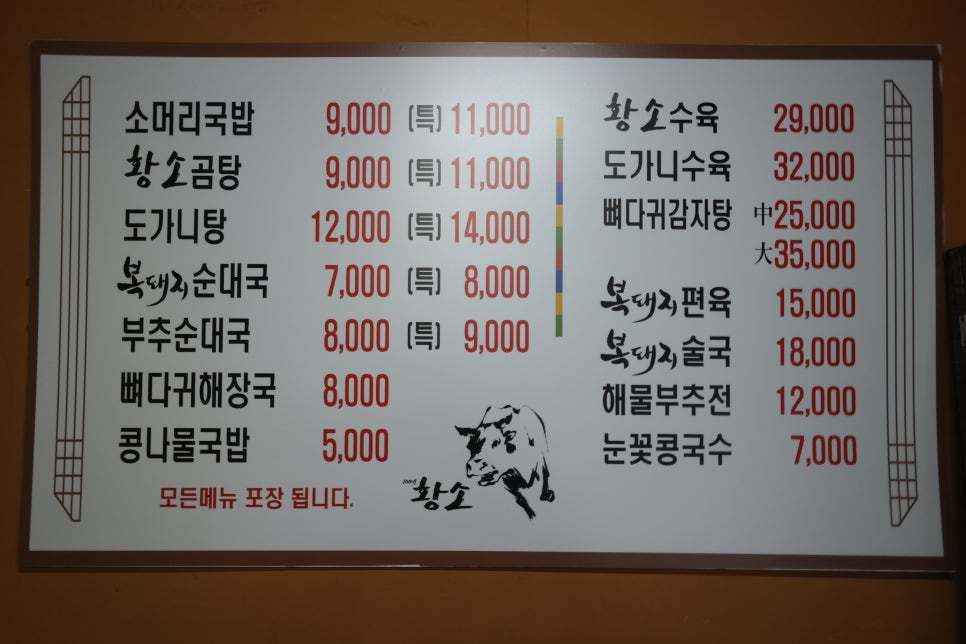 소머리국밥 9,000 (특) 11,000
황소곰탕 9,000 (특) 11,000
도가니탕 12,000 (특) 14,000
복돼지순대국 7,000 (특) 8,000
부추순대국 8,000 (특) 9,000
뼈다귀해장국 8,000
콩나물국밥 5,000
모든메뉴 포장 됩니다.
100년 황소
황소수육 29,000
도가니수육 32,000
뼈다귀감자탕 中25,000
大35,000
복돼지편육 15,000
복돼지술국 18,000
해물부추전 12,000
눈꽃콩국수 7,000